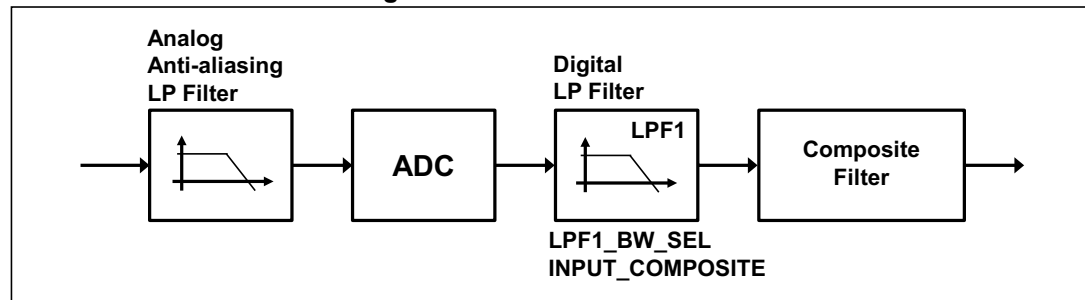 Analog
Anti-aliasing
LP Filter
ADC
Digital
LP Filter
LPF1
LPF1_BW_SEL
INPUT_COMPOSITE
Composite
Filter